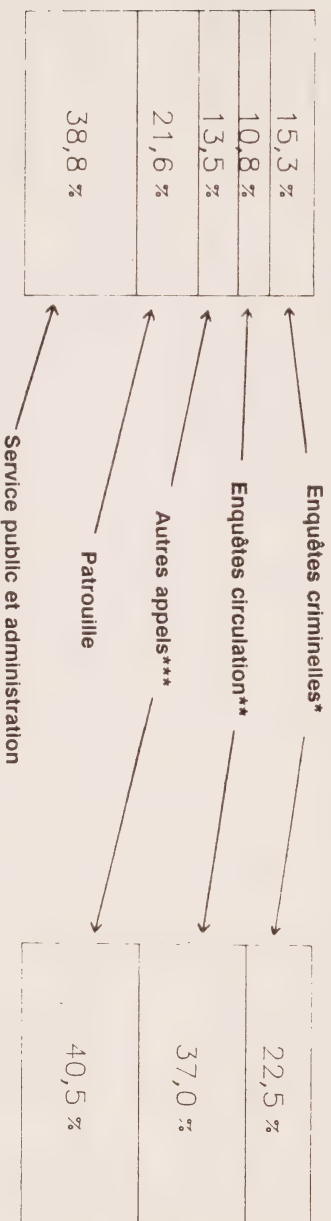 15,3 %
10,8 %
13,5 %
21,6 %
38,8 %
Enquêtes criminelles*
Enquêtes circulation**
Autres appels***
Patrouille
Service public et administration
22,5 %
37,0 %
40,5 %